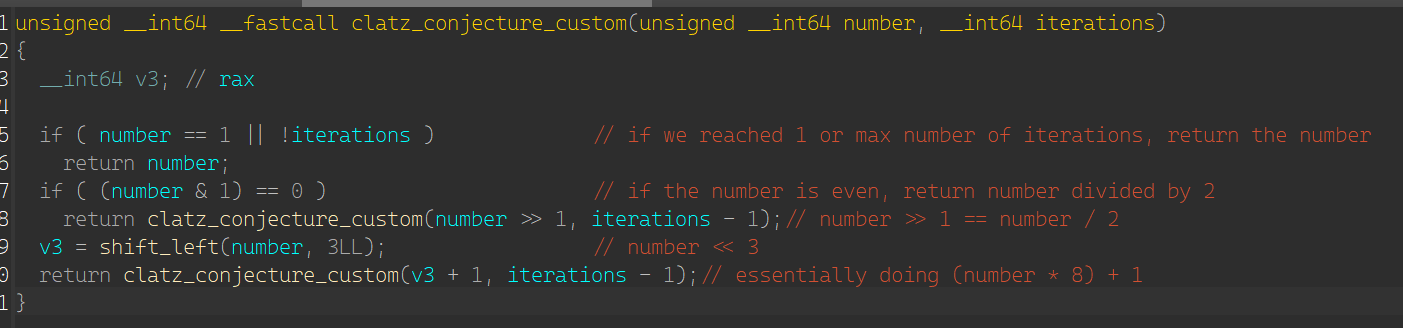 1 unsigned __int64 __fastcall clatz_conjecture_custom(unsigned __int64 number, __int64 iterations)
2 {
3   __int64 v3; // rax
4
5   if ( number == 1 || !iterations )                // if we reached 1 or max number of iterations, return the number
6     return number;
7   if ( (number & 1) == 0 )                         // if the number is even, return number divided by 2
8     return clatz_conjecture_custom(number >> 1, iterations - 1);// number >> 1 == number / 2
9   v3 = shift_left(number, 3LL);                    // number << 3
0   return clatz_conjecture_custom(v3 + 1, iterations - 1);// essentially doing (number * 8) + 1
1 }